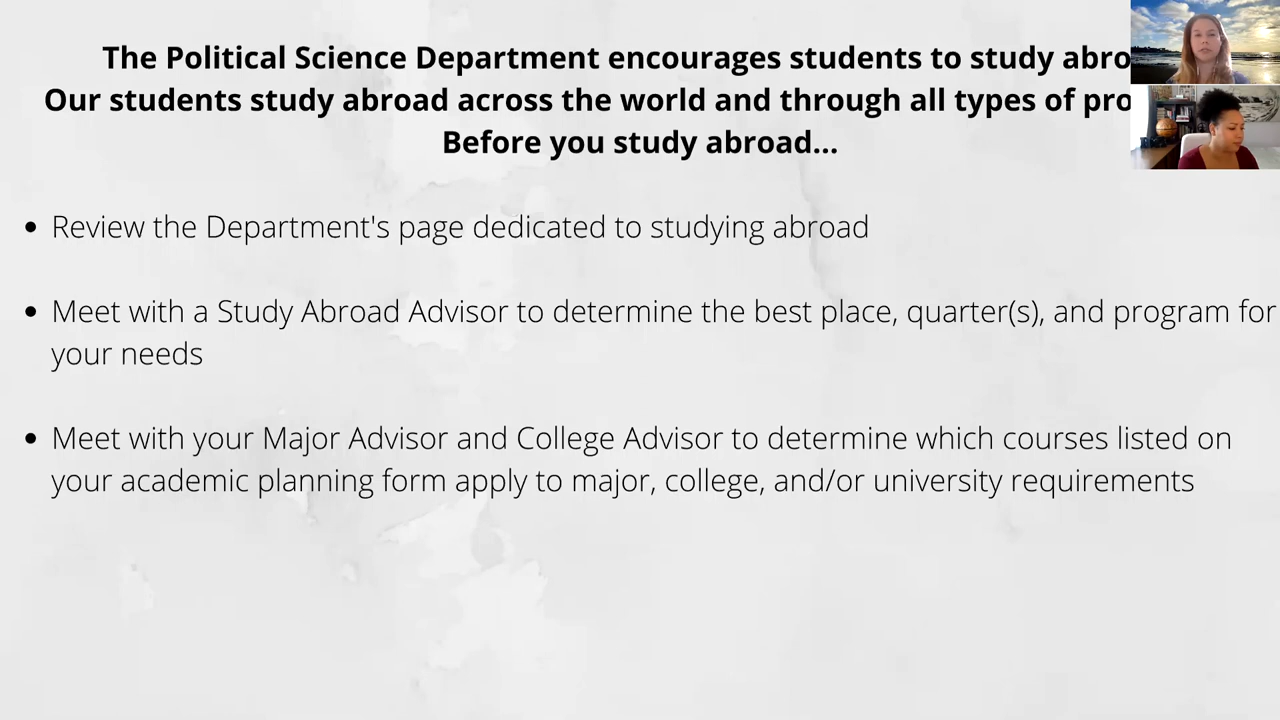 The Political Science Department encourages students to study abro
Our students study abroad across the world and through all types of pro
Before you study abroad...
• Review the Department's page dedicated to studying abroad
• Meet with a Study Abroad Advisor to determine the best place, quarter(s), and program for
your needs
• Meet with your Major Advisor and College Advisor to determine which courses listed on
your academic planning form apply to major, college, and/or university requirements